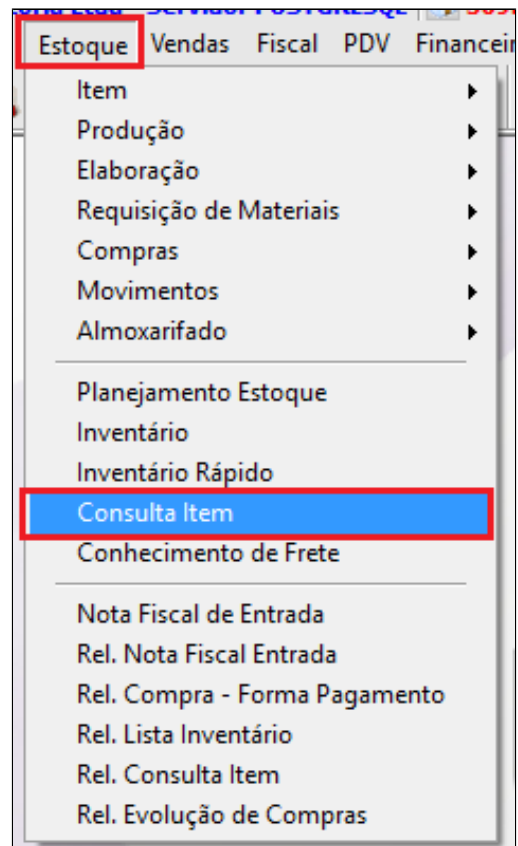 Estoque Vendas Fiscal PDV
Item
Produção
Elaboração
Requisição de Materiais
Compras
Movimentos
Almoxarifado
Planejamento Estoque
Inventário
Inventário Rápido
Consulta Item
Conhecimento de Frete
Nota Fiscal de Entrada
Rel. Nota Fiscal Entrada
Rel. Compra - Forma Pagamento
Rel. Lista Inventário
Rel. Consulta Item
Rel. Evolução de Compras